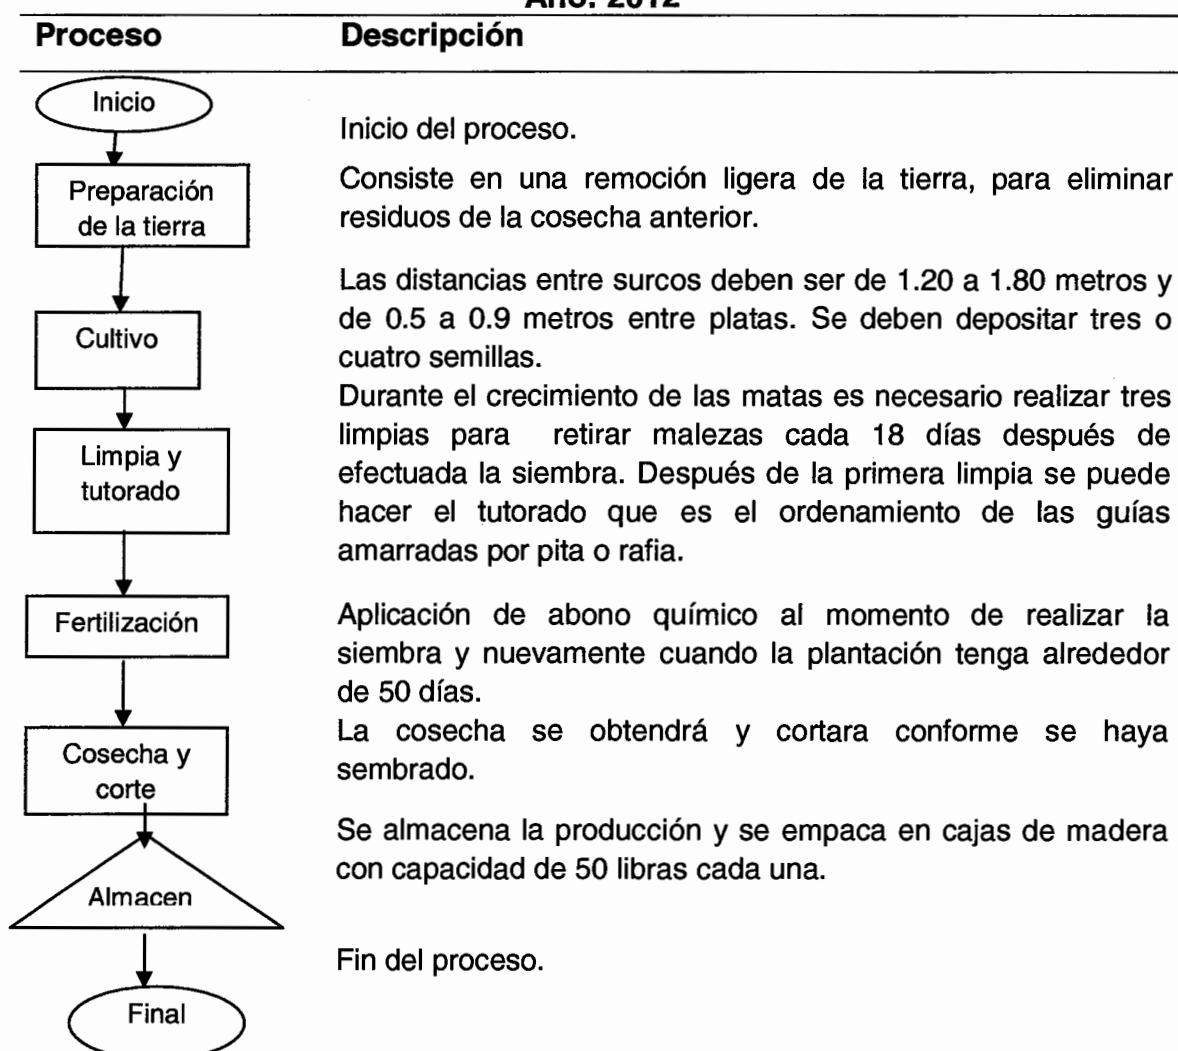 Año: 2012
Proceso Descripción
Inicio
Inicio del proceso.
Preparación
de la tierra
Consiste en una remoción ligera de la tierra, para eliminar
residuos de la cosecha anterior.
Cultivo
Las distancias entre surcos deben ser de 1.20 a 1.80 metros y
de 0.5 a 0.9 metros entre platas. Se deben depositar tres o
cuatro semillas.
Limpia y
tutorado
Durante el crecimiento de las matas es necesario realizar tres
limpias para retirar malezas cada 18 días después de
efectuada la siembra. Después de la primera limpia se puede
hacer el tutorado que es el ordenamiento de las guías
amarradas por pita o rafia.
Fertilización
Aplicación de abono químico al momento de realizar la
siembra y nuevamente cuando la plantación tenga alrededor
de 50 días.
Cosecha y
corte
La cosecha se obtendrá y cortara conforme se haya
sembrado.
Almacen
Se almacena la producción y se empaca en cajas de madera
con capacidad de 50 libras cada una.
Final
Fin del proceso.